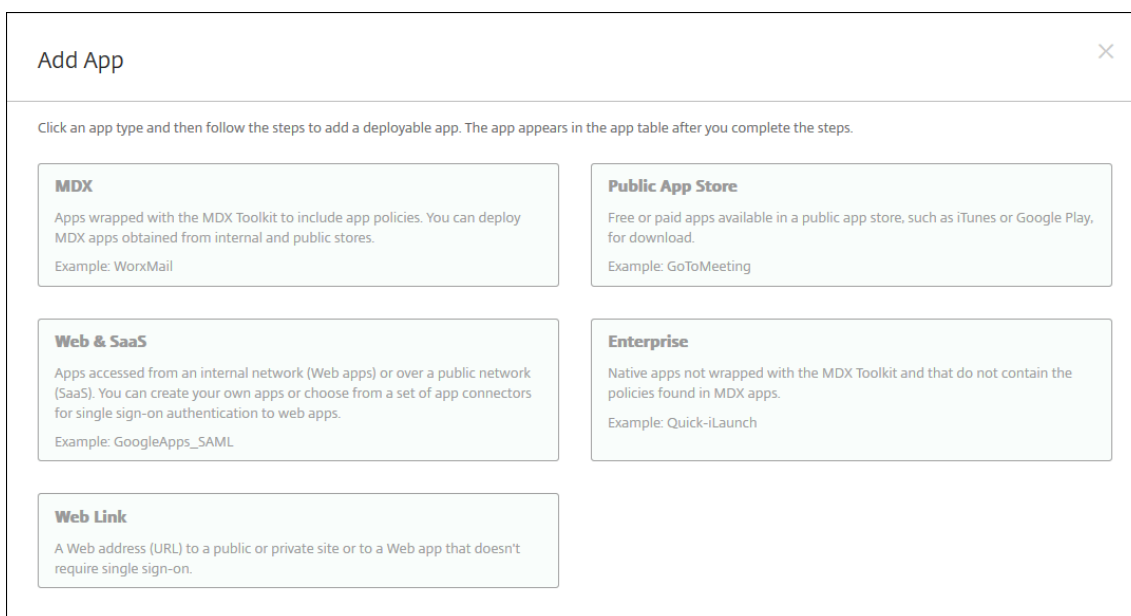 Add App
Click an app type and then follow the steps to add a deployable app. The app appears in the app table after you complete the steps.
MDX
Apps wrapped with the MDX Toolkit to include app policies. You can deploy
MDX apps obtained from internal and public stores.
Example: WorxMail
Public App Store
Free or paid apps available in a public app store, such as iTunes or Google Play,
for download.
Example: GoToMeeting
Web & SaaS
Apps accessed from an internal network (Web apps) or over a public network
(SaaS). You can create your own apps or choose from a set of app connectors
for single sign-on authentication to web apps.
Example: GoogleApps_SAML
Enterprise
Native apps not wrapped with the MDX Toolkit and that do not contain the
policies found in MDX apps.
Example: Quick-iLaunch
Web Link
A Web address (URL) to a public or private site or to a Web app that doesn't
require single sign-on.